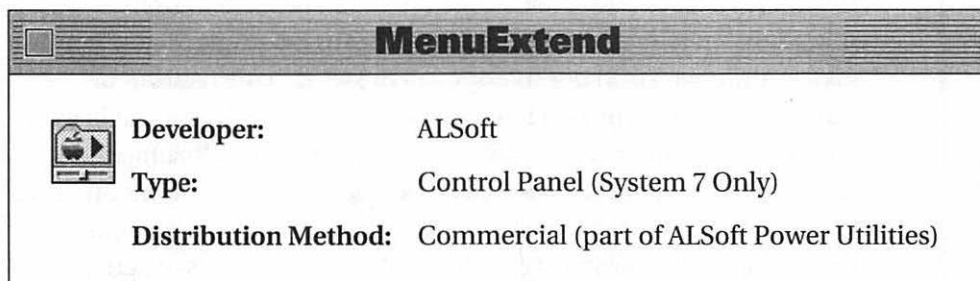 MenuExtend
Developer: ALSoft
Type: Control Panel (System 7 Only)
Distribution Method: Commercial (part of ALSoft Power Utilities)